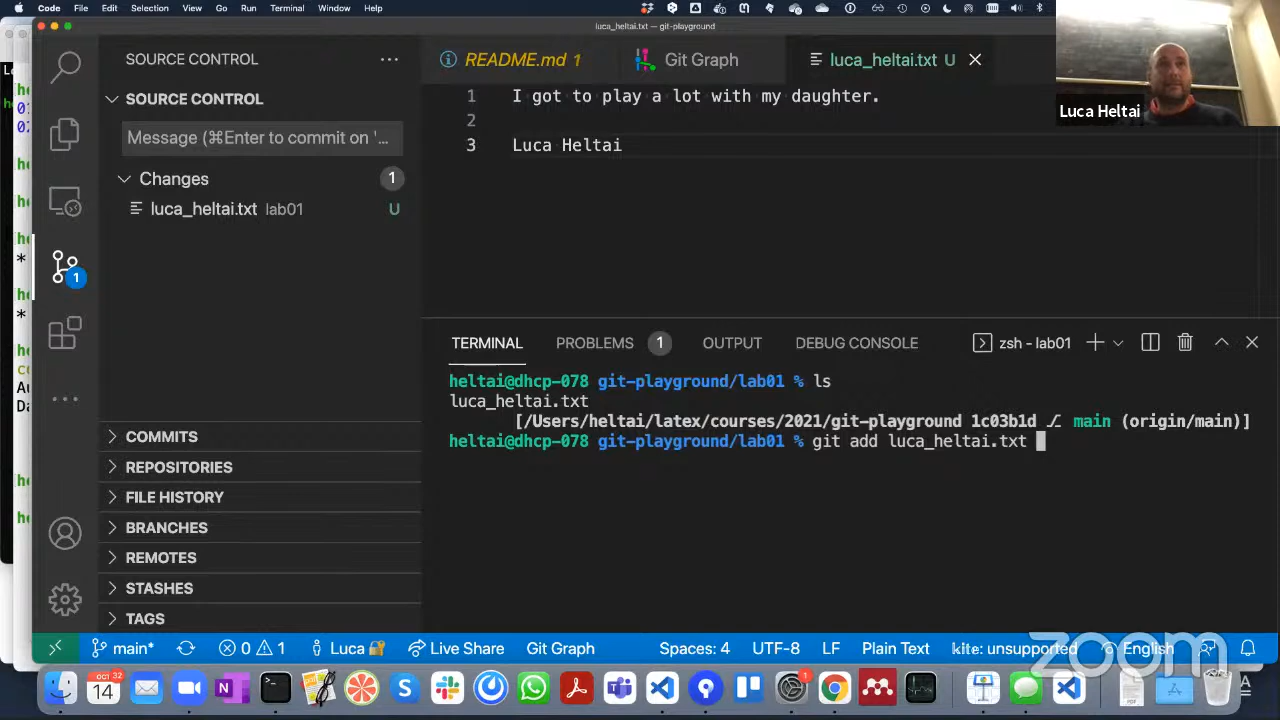 Code File Edit Selection View Go Run Terminal Window Help
luca_heltai.txt — git-playground
SOURCE CONTROL
README.md 1
Git Graph
luca_heltai.txt U
SOURCE CONTROL
Message (⌘Enter to commit on '...
Changes 1
luca_heltai.txt lab01 U
1
1 I got to play a lot with my daughter.
2
3 Luca Heltai
Luca Heltai
TERMINAL PROBLEMS 1 OUTPUT DEBUG CONSOLE zsh - lab01
heltai@dhcp-078 git-playground/lab01 % ls
luca_heltai.txt
[/Users/heltai/latex/courses/2021/git-playground 1c03b1d ⎇ main (origin/main)]
heltai@dhcp-078 git-playground/lab01 % git add luca_heltai.txt
COMMITS
REPOSITORIES
FILE HISTORY
BRANCHES
REMOTES
STASHES
TAGS
main* 0 1 Luca Live Share Git Graph Spaces: 4 UTF-8 LF Plain Text kite: unsupported English
zoom
OCT 32
14
1